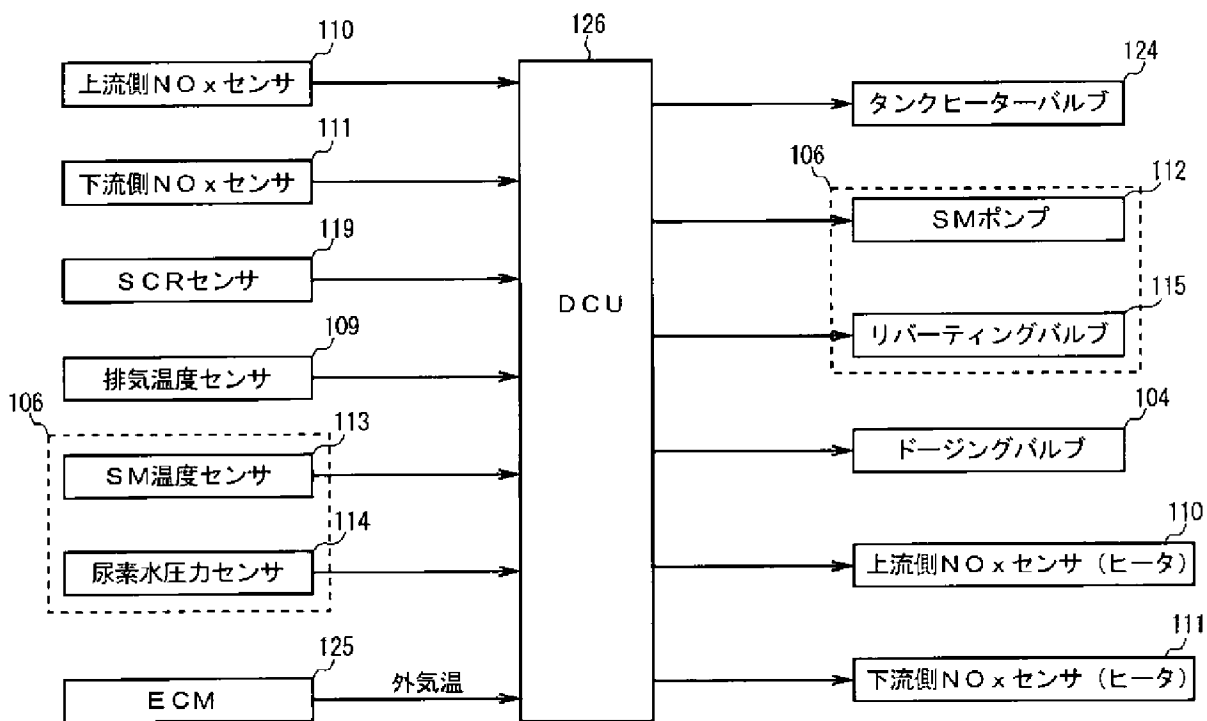 126
110
上流側NOxセンサ
111
下流側NOxセンサ
119
SCRセンサ
109
排気温度センサ
106
113
SM温度センサ
114
尿素水圧力センサ
125
ECM
外気温
DCU
124
タンクヒーターバルブ
106
112
SMポンプ
115
リバーティングバルブ
104
ドージングバルブ
110
上流側NOxセンサ(ヒータ)
111
下流側NOxセンサ(ヒータ)